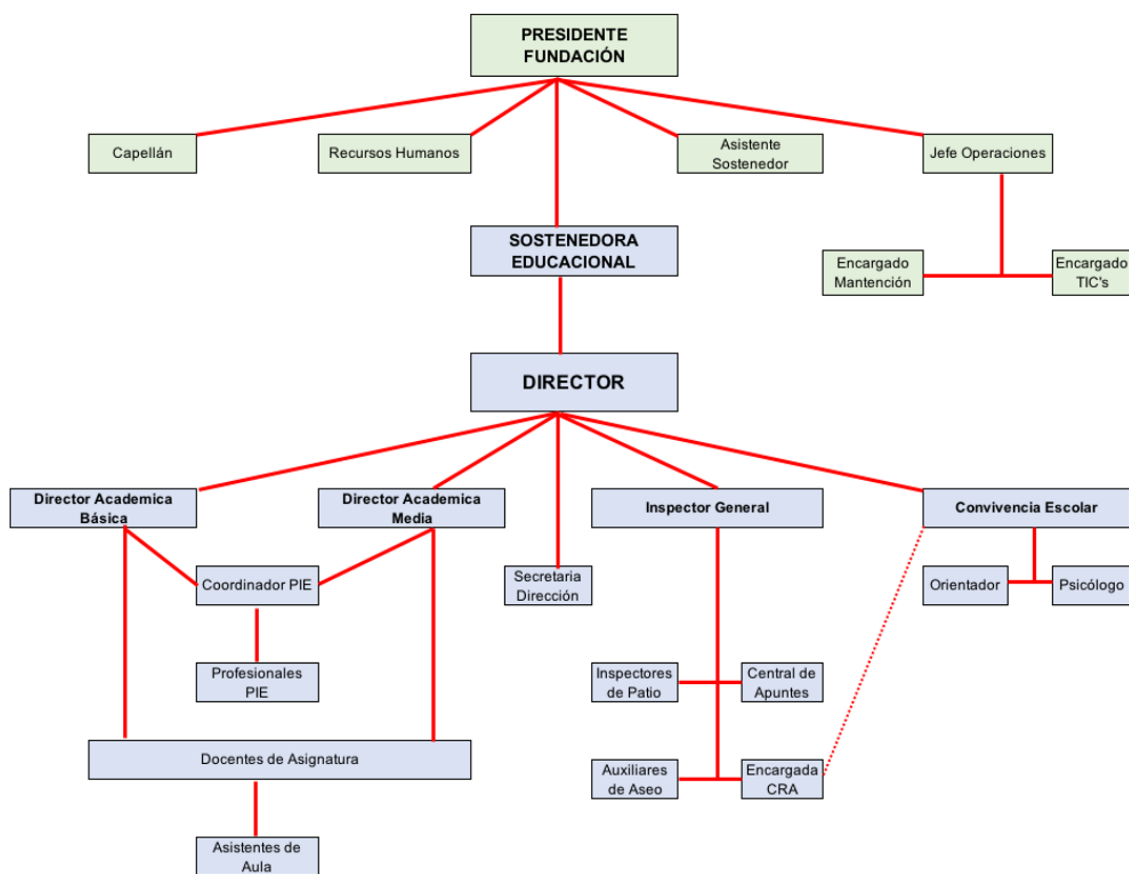 PRESIDENTE
FUNDACIÓN
Capellán
Recursos Humanos
Asistente
Sostenedor
Jefe Operaciones
SOSTENEDORA
EDUCACIONAL
Encargado
Mantención
Encargado
TIC's
DIRECTOR
Director Academica
Básica
Director Academica
Media
Inspector General
Convivencia Escolar
Coordinador PIE
Secretaria
Dirección
Orientador
Psicólogo
Profesionales
PIE
Inspectores
de Patio
Central de
Apuntes
Docentes de Asignatura
Auxiliares
de Aseo
Encargada
CRA
Asistentes de
Aula